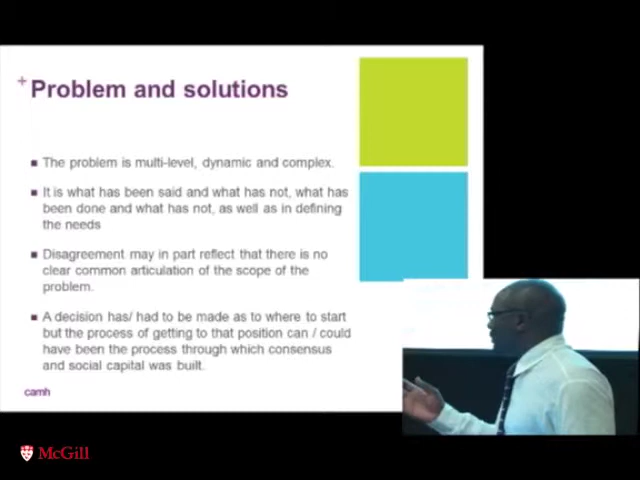 +
Problem and solutions
The problem is multi-level, dynamic and complex.
It is what has been said and what has not, what has
been done and what has not, as well as in defining
the needs
Disagreement may in part reflect that there is no
clear common articulation of the scope of the
problem.
A decision has/ had to be made as to where to start
but the process of getting to that position can / could
have been the process through which consensus
and social capital was built.
camh
McGill